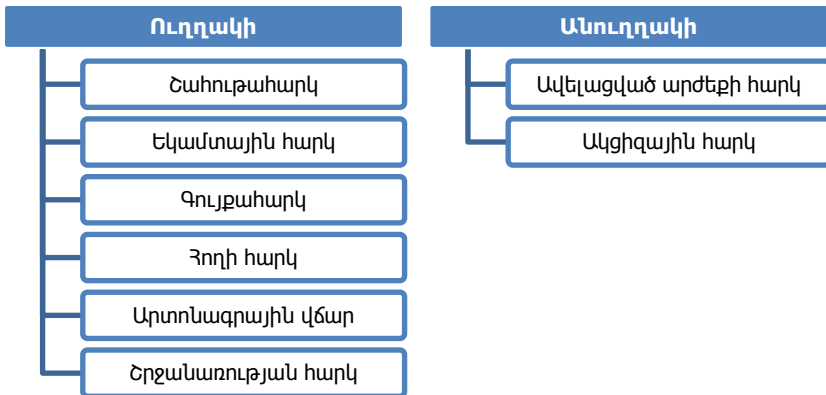 Ուղղակի
Շահութահարկ
Եկամտային հարկ
Գույքահարկ
Հողի հարկ
Արտոնագրային վճար
Շրջանառության հարկ
Անուղղակի
Ավելացված արժեքի հարկ
Ակցիզային հարկ